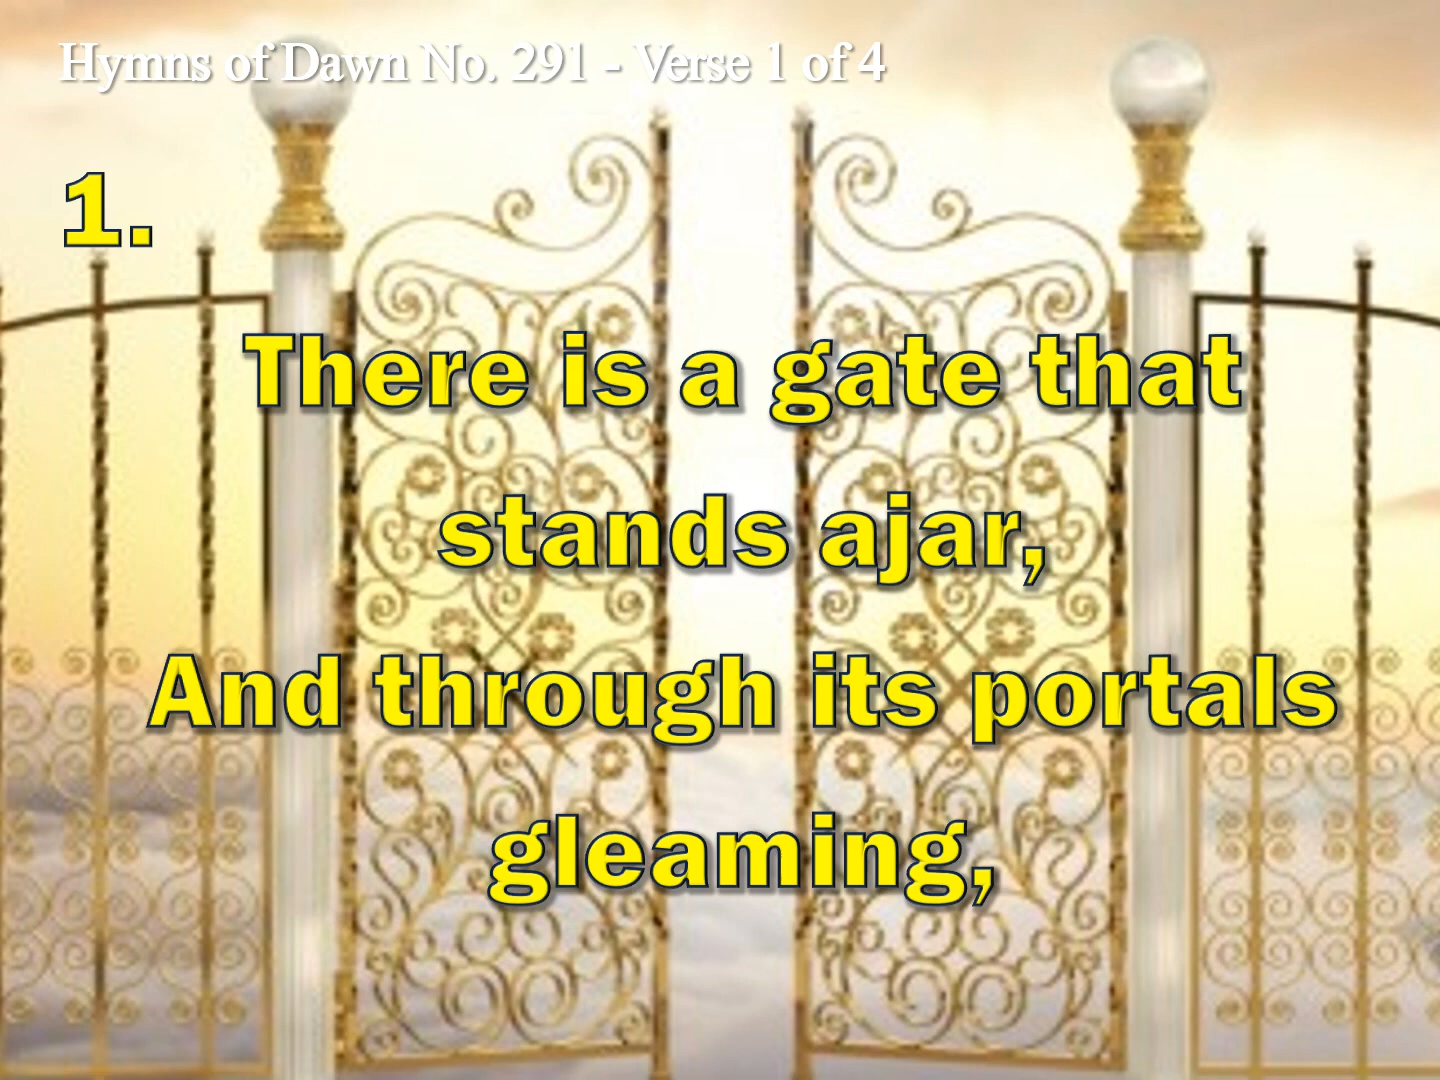 Hymns of Dawn No. 291 - Verse 1 of 4
1.
There is a gate that
stands ajar,
And through its portals
gleaming,